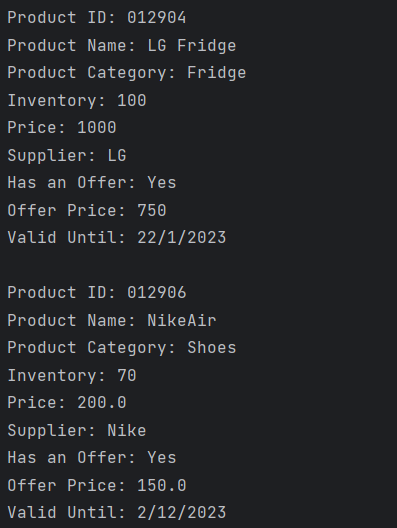 Product ID: 012904
Product Name: LG Fridge
Product Category: Fridge
Inventory: 100
Price: 1000
Supplier: LG
Has an Offer: Yes
Offer Price: 750
Valid Until: 22/1/2023

Product ID: 012906
Product Name: NikeAir
Product Category: Shoes
Inventory: 70
Price: 200.0
Supplier: Nike
Has an Offer: Yes
Offer Price: 150.0
Valid Until: 2/12/2023